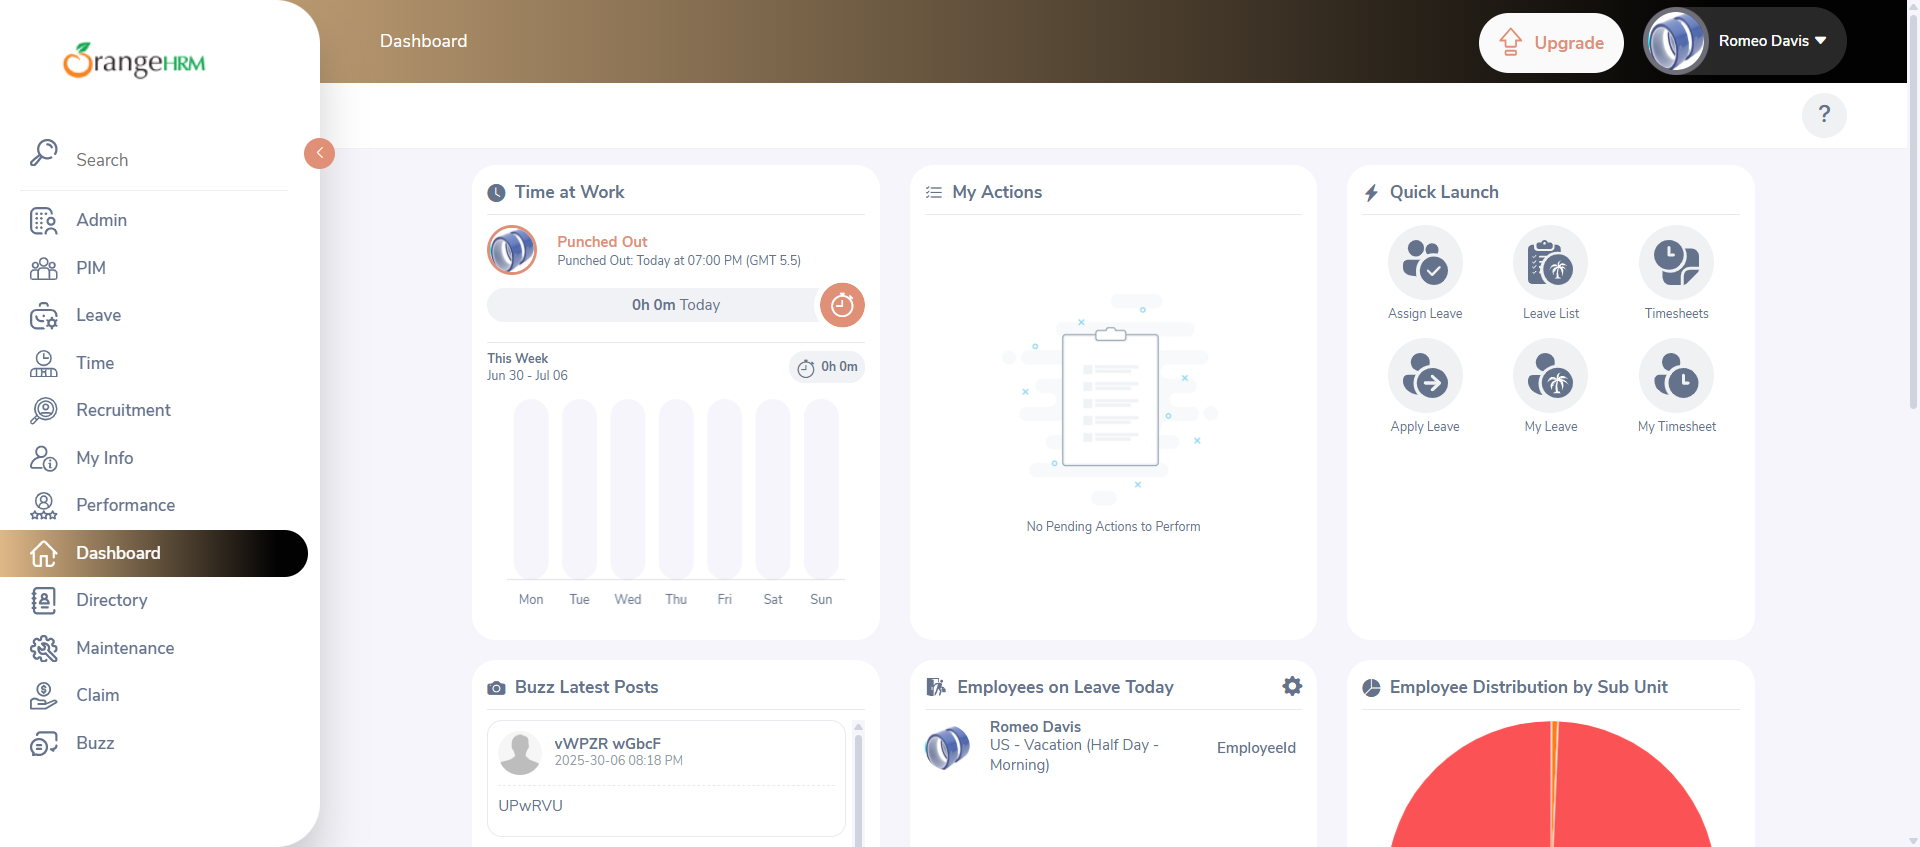 OrangeHRM
Search
Admin
PIM
Leave
Time
Recruitment
My Info
Performance
Dashboard
Directory
Maintenance
Claim
Buzz
Dashboard
Upgrade
Romeo Davis
?
Time at Work
Punched Out
Punched Out: Today at 07:00 PM (GMT 5.5)
0h 0m Today
This Week
Jun 30 - Jul 06
0h 0m
Mon Tue Wed Thu Fri Sat Sun
My Actions
No Pending Actions to Perform
Quick Launch
Assign Leave
Leave List
Timesheets
Apply Leave
My Leave
My Timesheet
Buzz Latest Posts
vWPZR wGbcF
2025-30-06 08:18 PM
UPwRVU
Employees on Leave Today
Romeo Davis
US - Vacation (Half Day -
Morning)
EmployeeId
Employee Distribution by Sub Unit